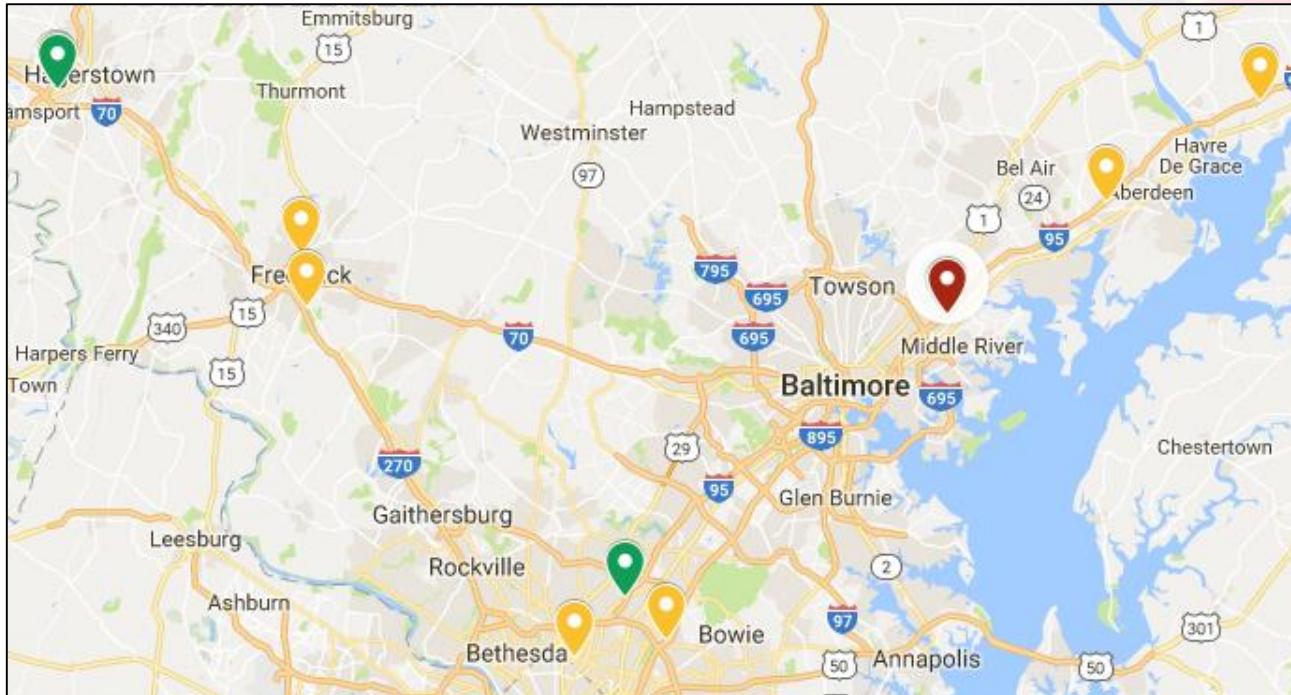 Emmitsburg
15
1
Hagerstown
amsport
70
Thurmont
Hampstead
Westminster
97
Havre
De Grace
Bel Air
24
Aberdeen
1
95
Frederick
795
695
Towson
15
340
70
695
Middle River
Harpers Ferry
Town
15
Baltimore
695
895
270
29
Chestertown
95
Glen Burnie
Gaithersburg
Leesburg
Rockville
2
Ashburn
97
301
Bowie
Bethesda
50
Annapolis
50